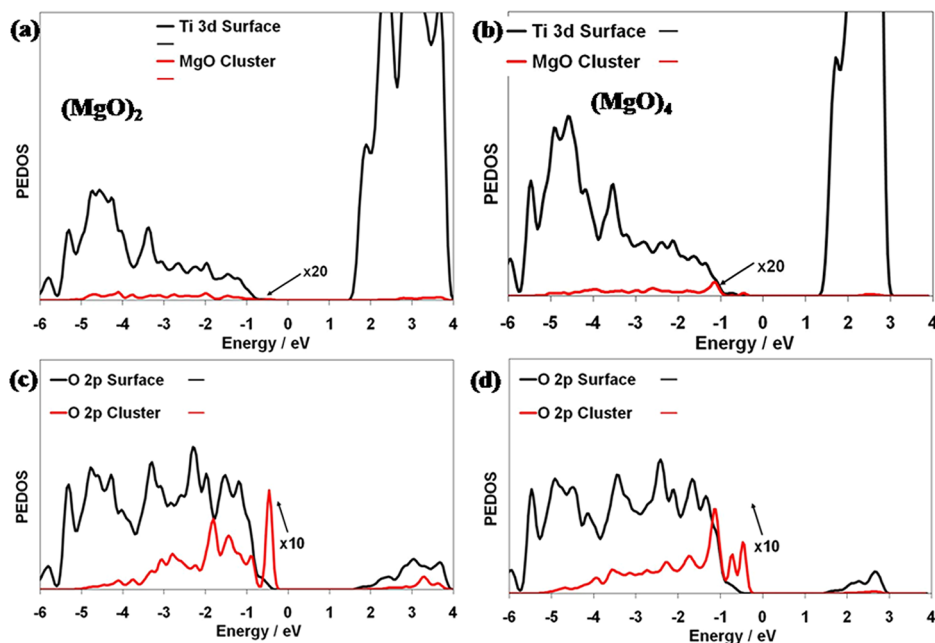 (a)
Ti 3d Surface
MgO Cluster
(MgO)2
x20
PEDOS
-6 -5 -4 -3 -2 -1 0 1 2 3 4
Energy / eV
(b)
Ti 3d Surface
MgO Cluster
(MgO)4
x20
PEDOS
-6 -5 -4 -3 -2 -1 0 1 2 3 4
Energy / eV
(c)
O 2p Surface
O 2p Cluster
x10
PEDOS
-6 -5 -4 -3 -2 -1 0 1 2 3 4
Energy / eV
(d)
O 2p Surface
O 2p Cluster
x10
PEDOS
-6 -5 -4 -3 -2 -1 0 1 2 3 4
Energy / eV